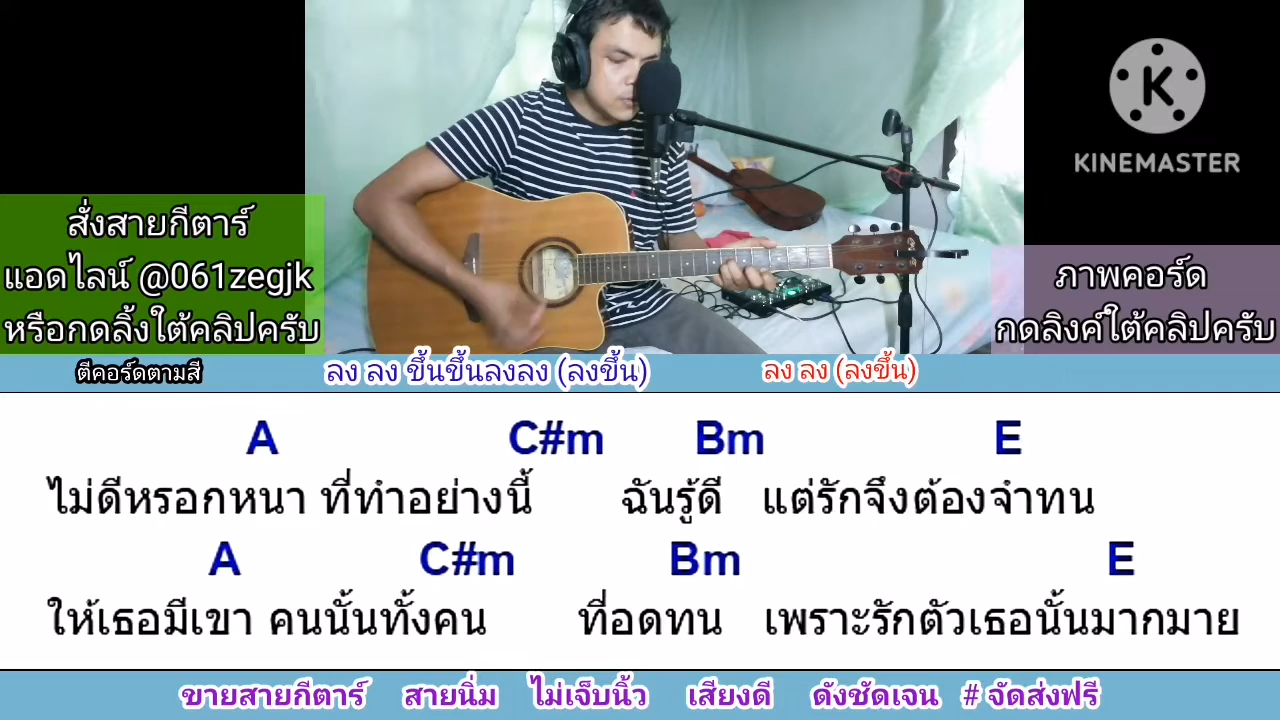 K
KINEMASTER
สั่งสายกีตาร์
แอดไลน์ @061zegjk
หรือกดลิ้งใต้คลิปครับ
ภาพคอร์ด
กดลิงค์ใต้คลิปครับ
ตีคอร์ดตามสี
ลง ลง ขึ้นขึ้นลงลง (ลงขึ้น)
ลง ลง (ลงขึ้น)
A C#m Bm E
ไม่ดีหรอกหนา ที่ทำอย่างนี้ ฉันรู้ดี แต่รักจึงต้องจำทน
A C#m Bm E
ให้เธอมีเขา คนนั้นทั้งคน ที่อดทน เพราะรักตัวเธอนั้นมากมาย
ขายสายกีตาร์ สายนิ่ม ไม่เจ็บนิ้ว เสียงดี ดังชัดเจน # จัดส่งฟรี